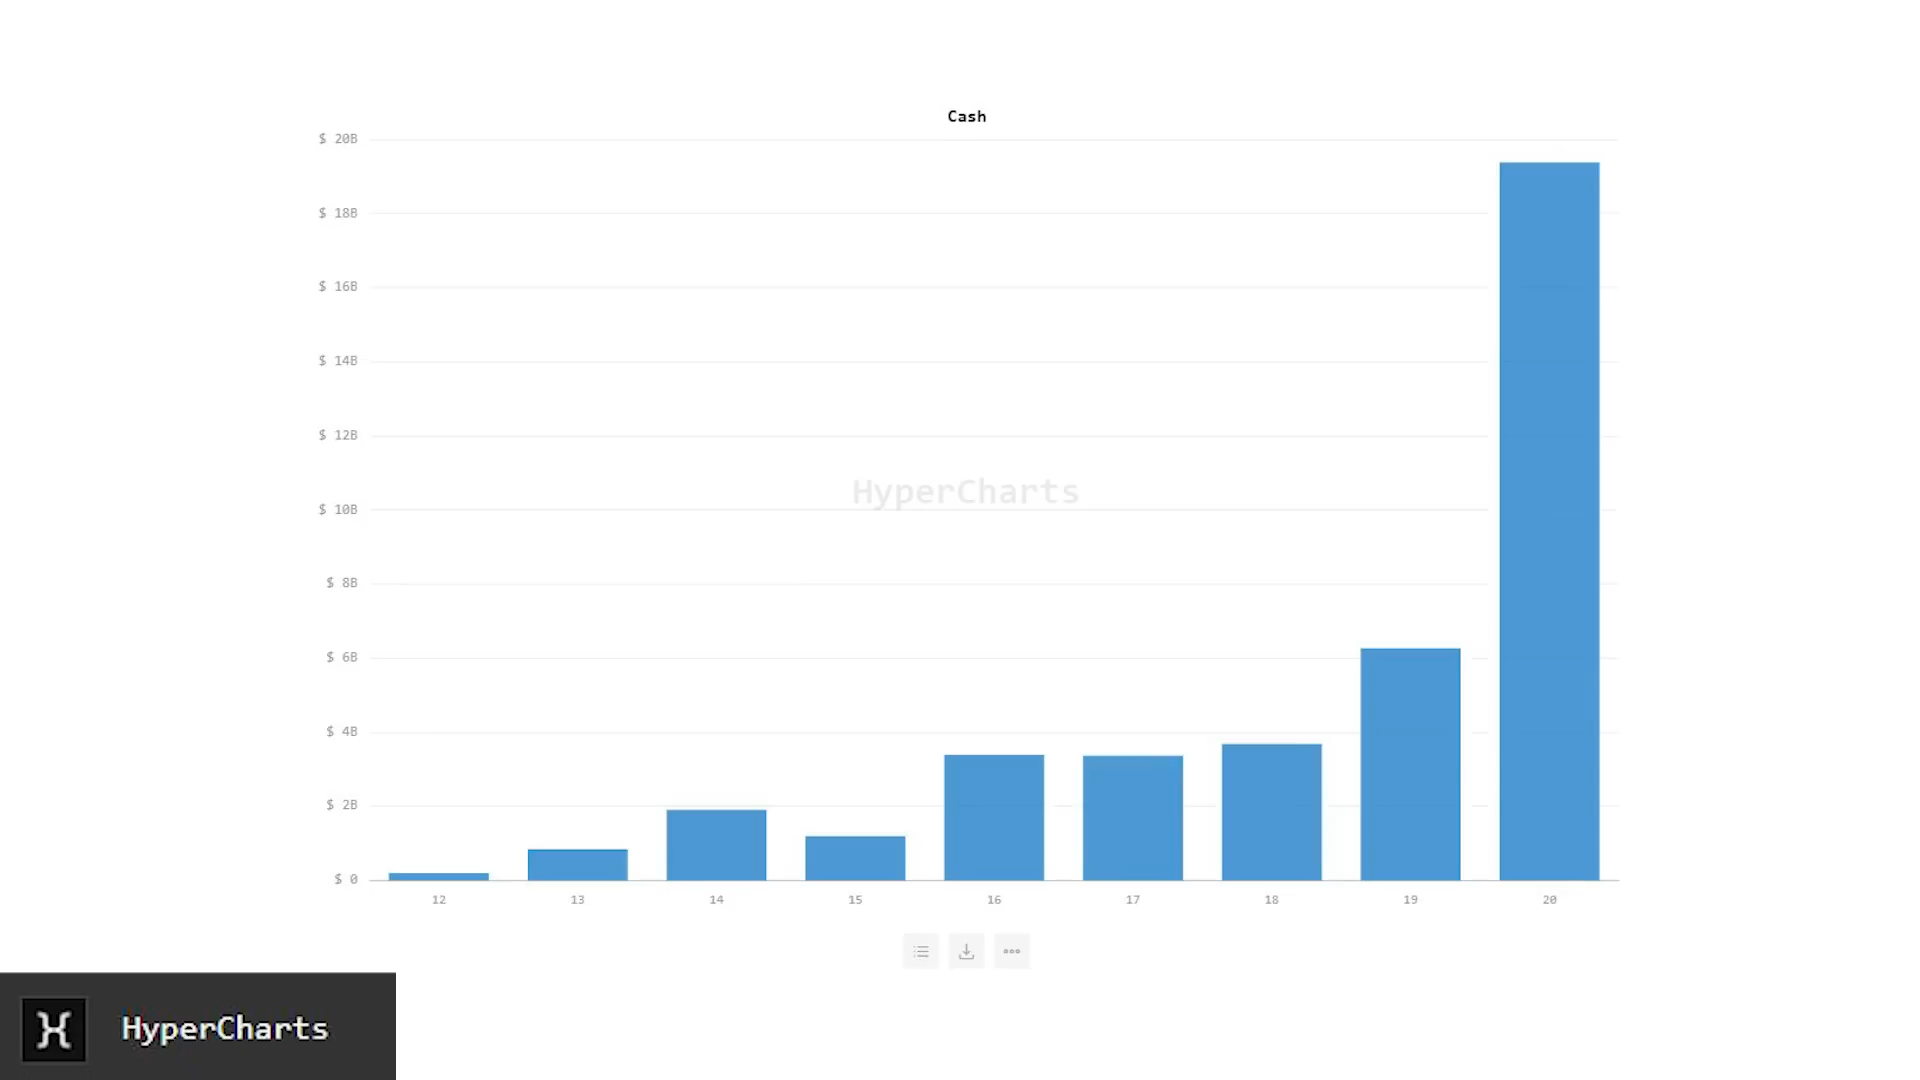 Cash
$ 20B
$ 18B
$ 16B
$ 14B
$ 12B
$ 10B
$ 8B
$ 6B
$ 4B
$ 2B
$ 0
HyperCharts
12 13 14 15 16 17 18 19 20
HyperCharts